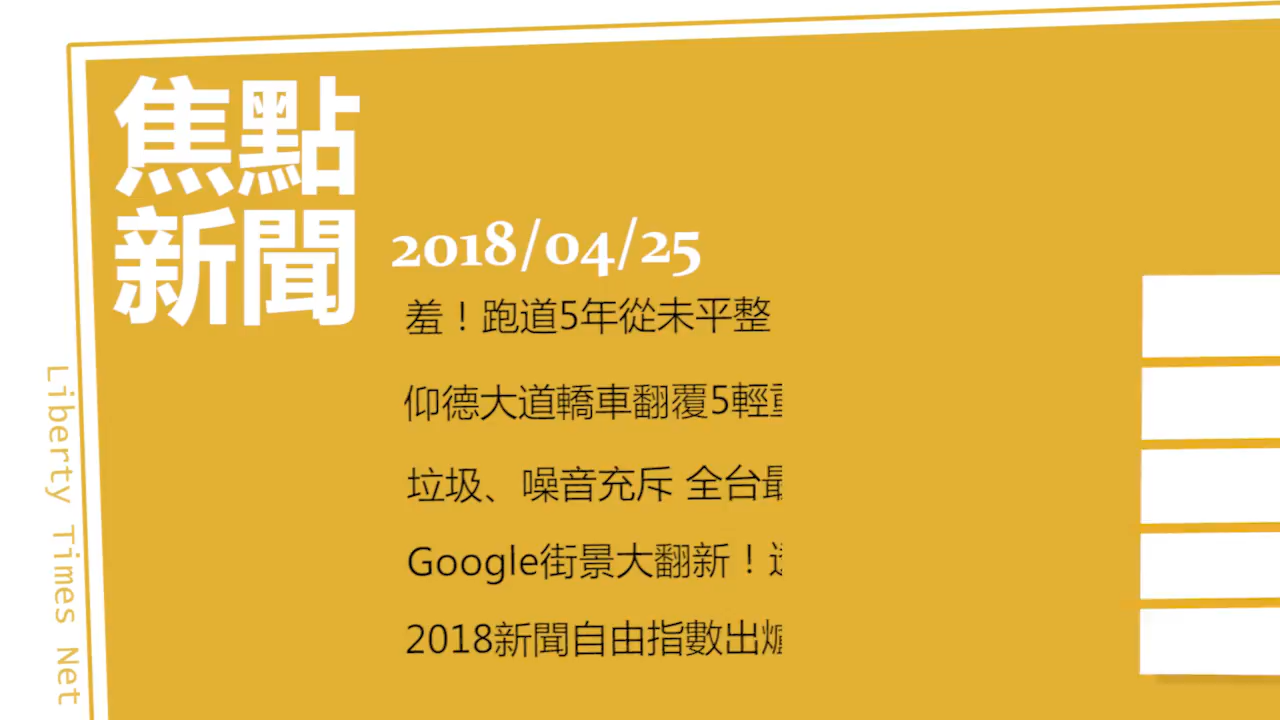 焦點
新聞
2018/04/25
羞！跑道5年從未平整
仰德大道轎車翻覆5輕
垃圾、噪音充斥 全台
Google街景大翻新！
2018新聞自由指數出爐
Liberty Times Net